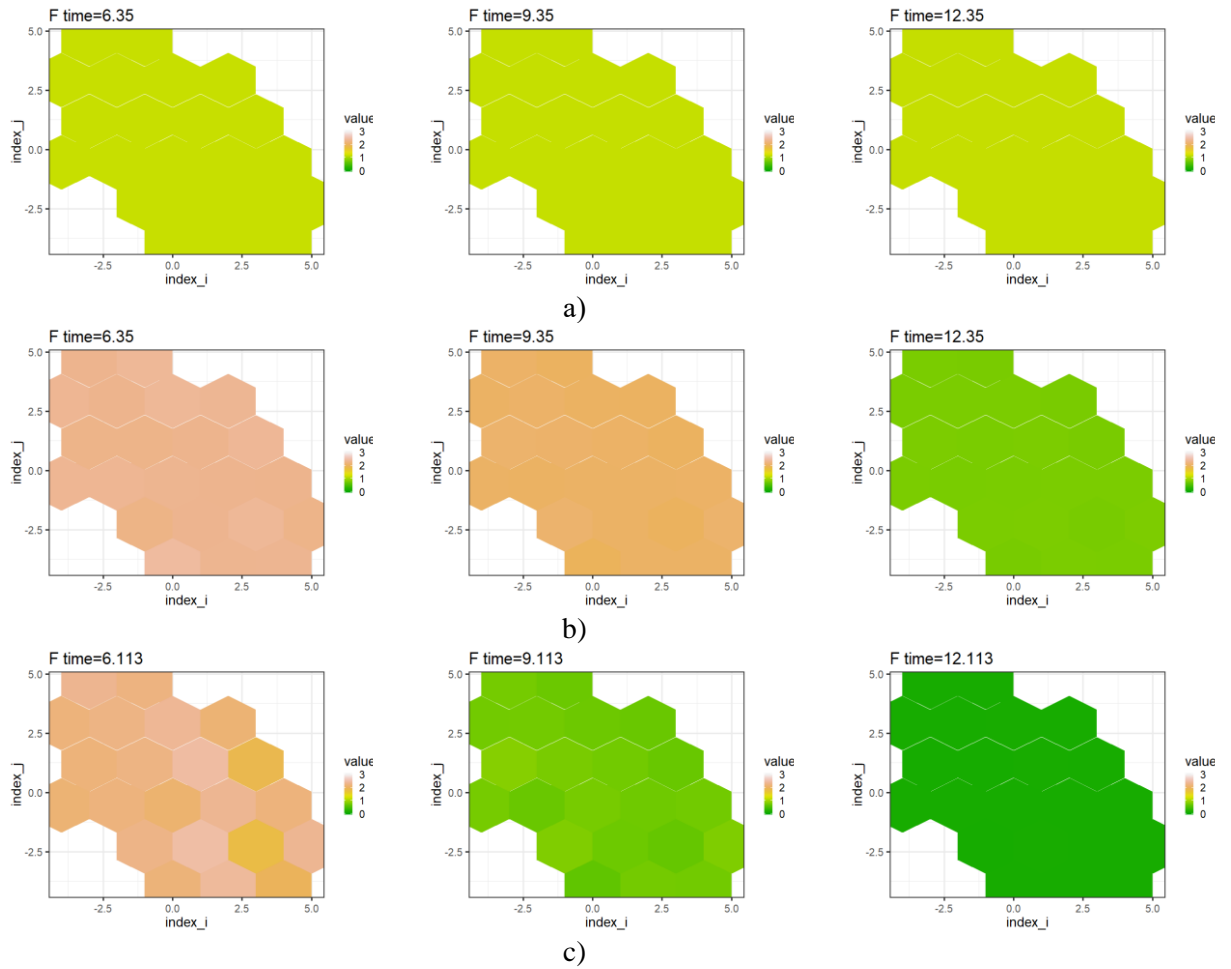 F time=6.35 F time=9.35 F time=12.35
5.0 5.0 5.0
2.5 2.5 2.5
value value value
3 3 3
index_j index_j index_j
2 2 2
0.0 0.0 0.0
1 1 1
0 0 0
-2.5 -2.5 -2.5
-2.5 0.0 2.5 5.0 -2.5 0.0 2.5 5.0 -2.5 0.0 2.5 5.0
index_i index_i index_i
a)
F time=6.35 F time=9.35 F time=12.35
5.0 5.0 5.0
2.5 2.5 2.5
value value value
3 3 3
index_j index_j index_j
2 2 2
0.0 0.0 0.0
1 1 1
0 0 0
-2.5 -2.5 -2.5
-2.5 0.0 2.5 5.0 -2.5 0.0 2.5 5.0 -2.5 0.0 2.5 5.0
index_i index_i index_i
b)
F time=6.113 F time=9.113 F time=12.113
5.0 5.0 5.0
2.5 2.5 2.5
value value value
3 3 3
index_j index_j index_j
2 2 2
0.0 0.0 0.0
1 1 1
0 0 0
-2.5 -2.5 -2.5
-2.5 0.0 2.5 5.0 -2.5 0.0 2.5 5.0 -2.5 0.0 2.5 5.0
index_i index_i index_i
c)